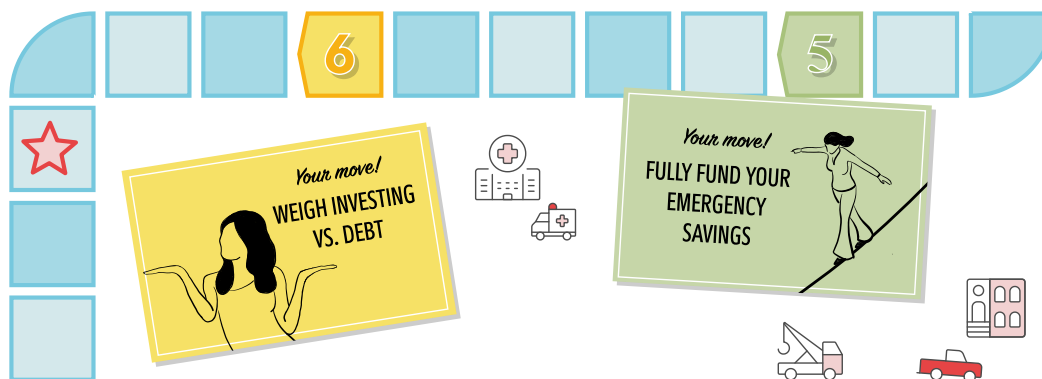 6
5
Your move!
WEIGH INVESTING
VS. DEBT
Your move!
FULLY FUND YOUR
EMERGENCY
SAVINGS